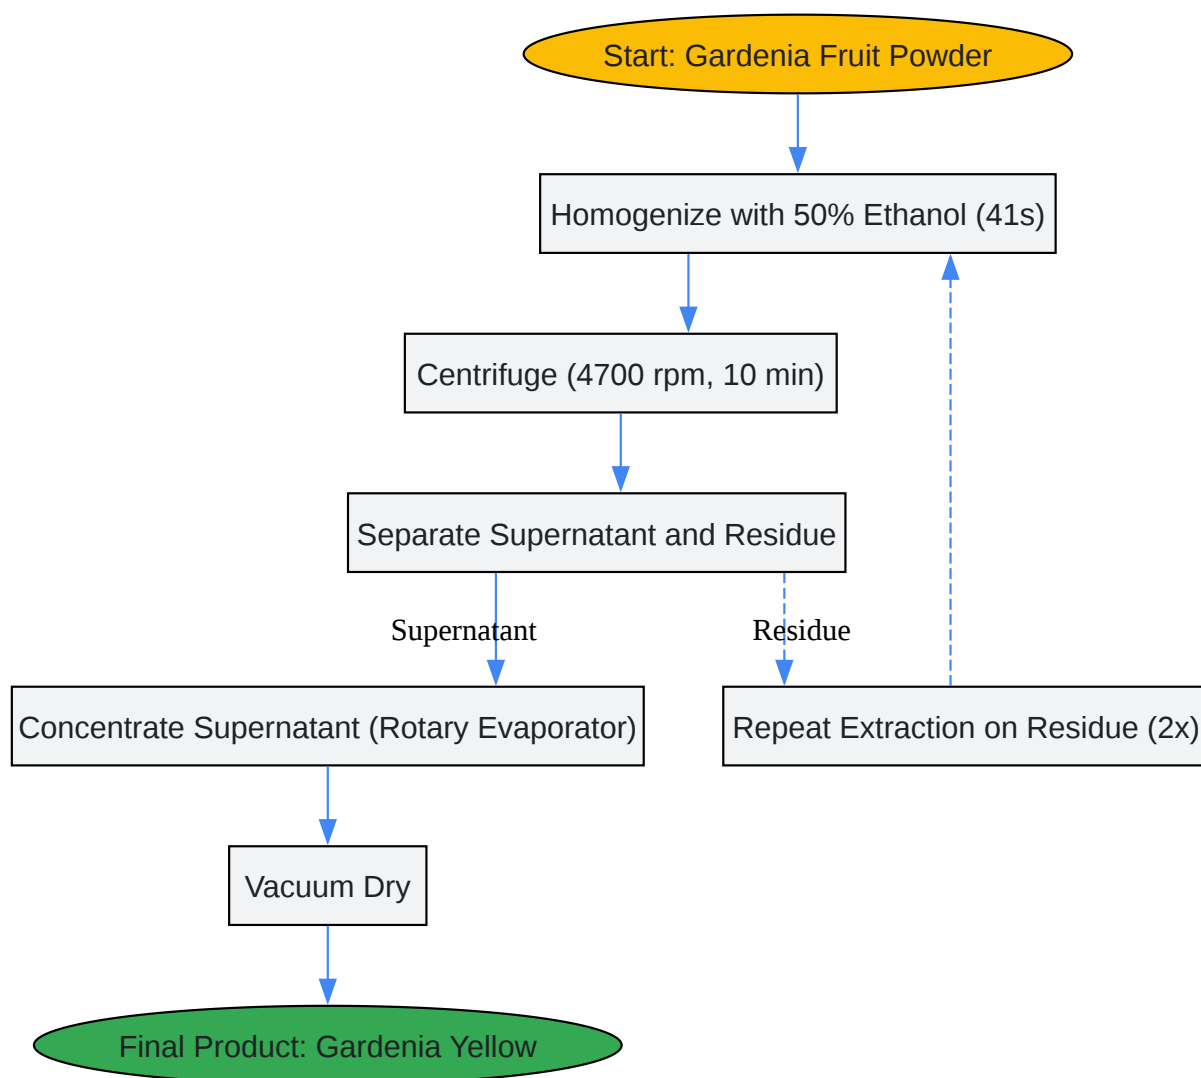 Start: Gardenia Fruit Powder
Homogenize with 50% Ethanol (41s)
Centrifuge (4700 rpm, 10 min)
Separate Supernatant and Residue
Supernatant
Residue
Concentrate Supernatant (Rotary Evaporator)
Repeat Extraction on Residue (2x)
Vacuum Dry
Final Product: Gardenia Yellow